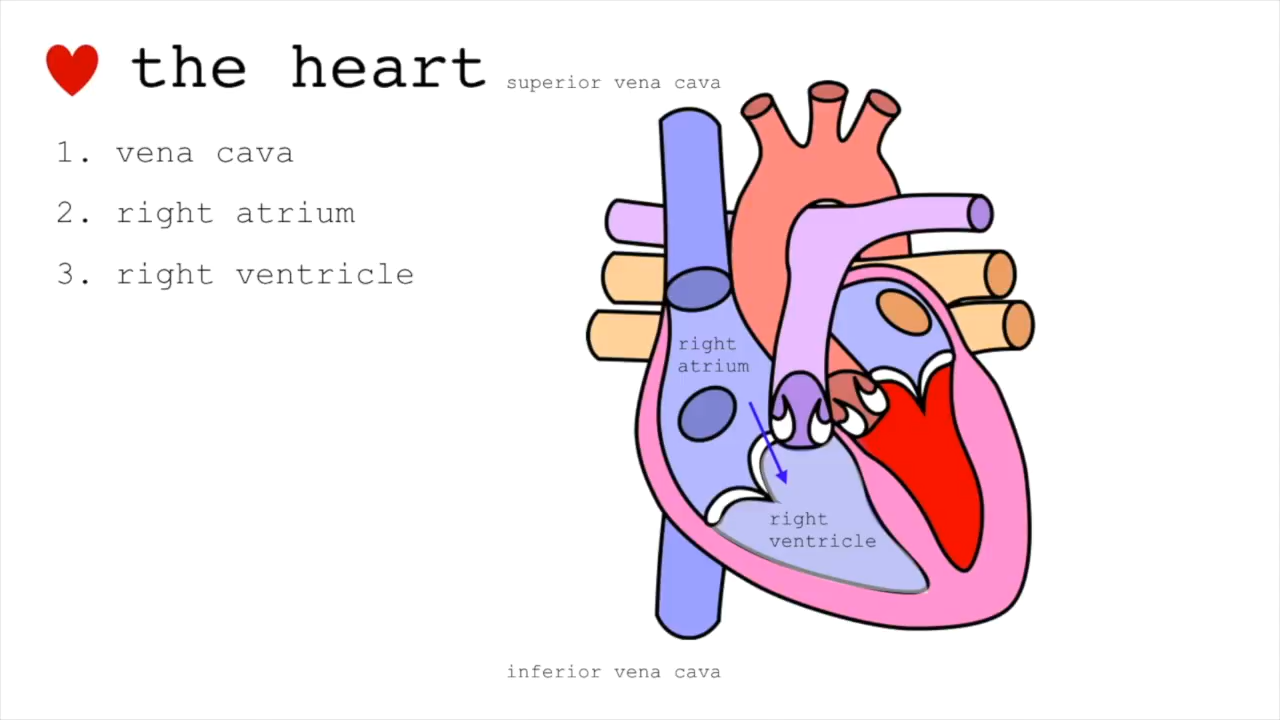 the heart
superior vena cava
1. vena cava
2. right atrium
3. right ventricle
right
atrium
right
ventricle
inferior vena cava